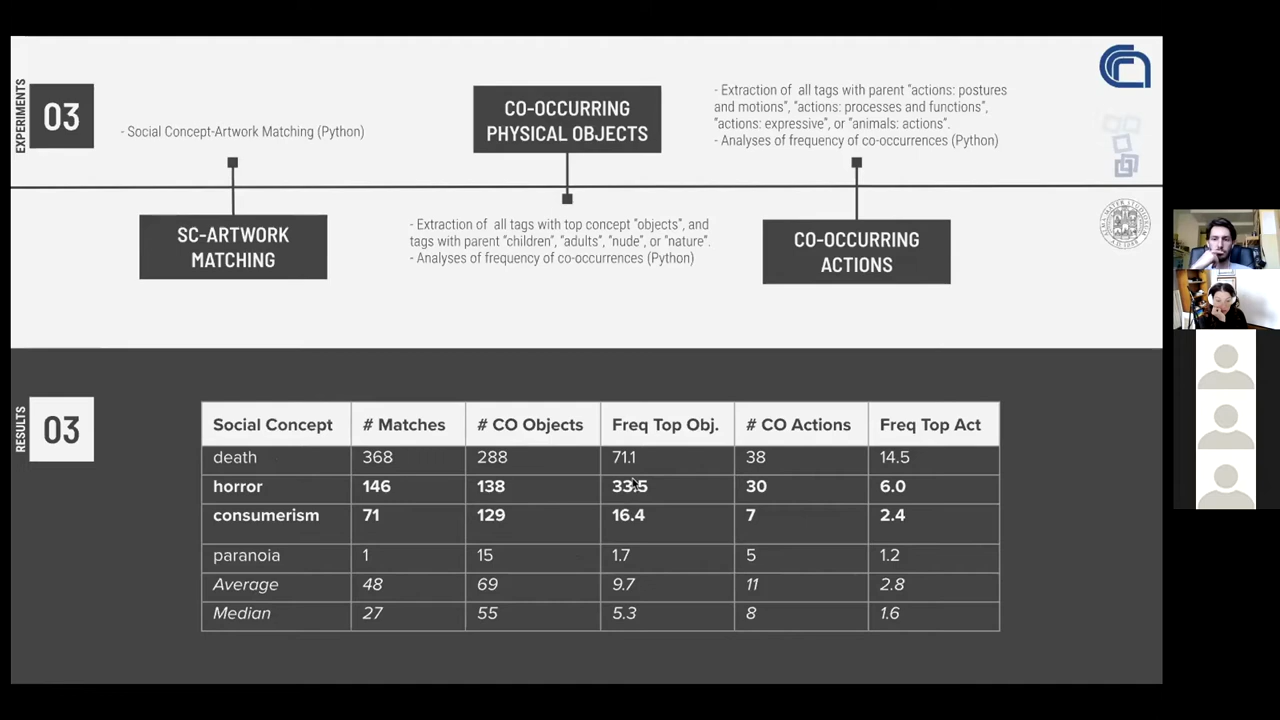 EXPERIMENTS
03
- Social Concept-Artwork Matching (Python)
SC-ARTWORK
MATCHING
CO-OCCURRING
PHYSICAL OBJECTS
- Extraction of all tags with top concept "objects", and
tags with parent "children", "adults", "nude", or "nature".
- Analyses of frequency of co-occurrences (Python)
- Extraction of all tags with parent "actions: postures
and motions", "actions: processes and functions",
"actions: expressive", or "animals: actions".
- Analyses of frequency of co-occurrences (Python)
CO-OCCURRING
ACTIONS
RESULTS
03
Social Concept # Matches # CO Objects Freq Top Obj. # CO Actions Freq Top Act
death 368 288 71.1 38 14.5
horror 146 138 33.5 30 6.0
consumerism 71 129 16.4 7 2.4
paranoia 1 15 1.7 5 1.2
Average 48 69 9.7 11 2.8
Median 27 55 5.3 8 1.6